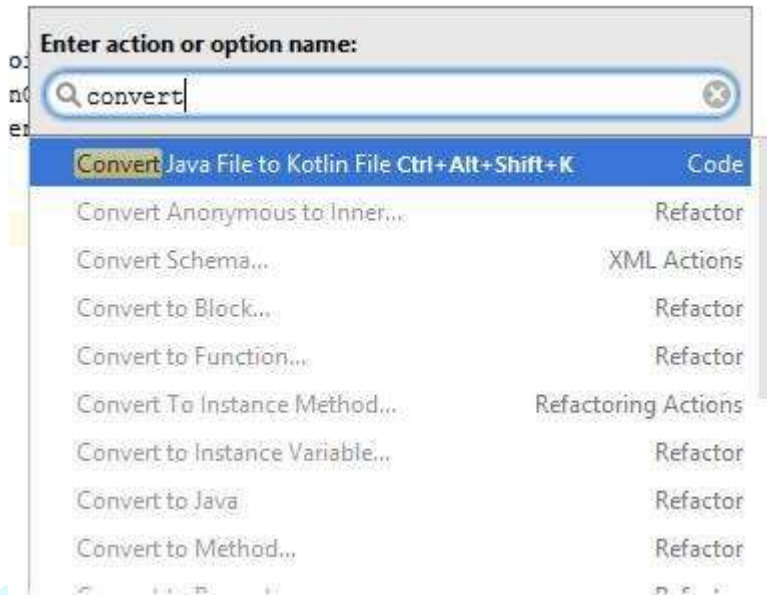 Enter action or option name:
convert
Convert Java File to Kotlin File Ctrl+Alt+Shift+K Code
Convert Anonymous to Inner... Refactor
Convert Schema... XML Actions
Convert to Block... Refactor
Convert to Function... Refactor
Convert To Instance Method... Refactoring Actions
Convert to Instance Variable... Refactor
Convert to Java Refactor
Convert to Method... Refactor